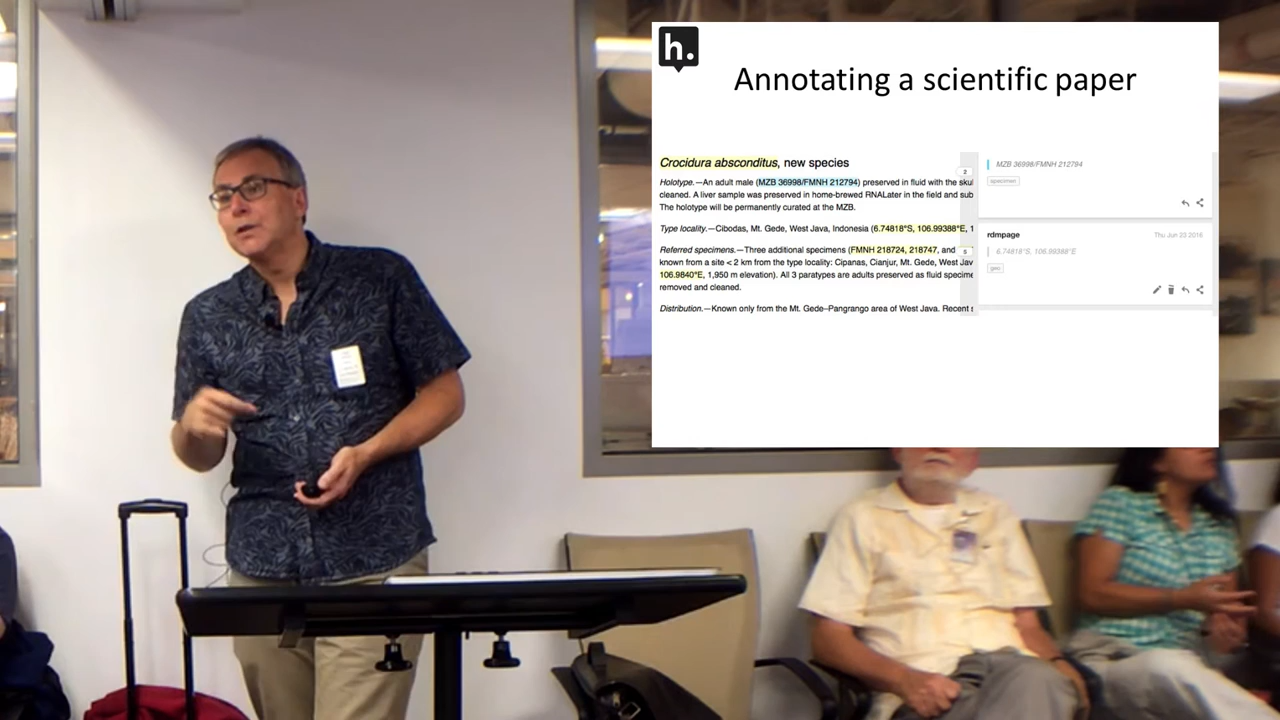 h.
Annotating a scientific paper
Crocidura absconditus, new species
Holotype.—An adult male (MZB 36998/FMNH 212794) preserved in fluid with the skul
cleaned. A liver sample was preserved in home-brewed RNALater in the field and sub
The holotype will be permanently curated at the MZB.
Type locality.—Cibodas, Mt. Gede, West Java, Indonesia (6.74818°S, 106.99388°E, 1
Referred specimens.—Three additional specimens (FMNH 218724, 218747, and
known from a site < 2 km from the type locality: Cipanas, Cianjur, Mt. Gede, West Jav
106.9840°E, 1,950 m elevation). All 3 paratypes are adults preserved as fluid specime
removed and cleaned.
Distribution.—Known only from the Mt. Gede–Pangrango area of West Java. Recent s
2
5
MZB 36998/FMNH 212794
specimen
rdmpage
Thu Jun 23 2016
6.74818°S, 106.99388°E
geo